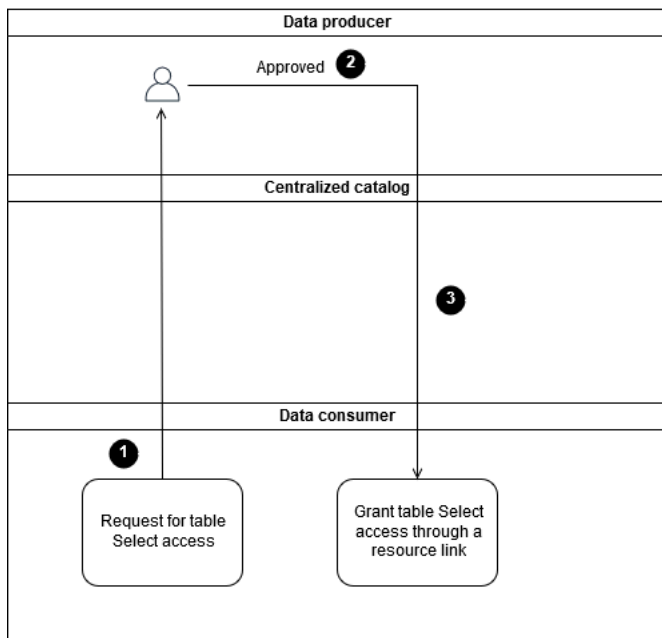 Data producer
Approved
2
Centralized catalog
3
Data consumer
1
Request for table
Select access
Grant table Select
access through a
resource link